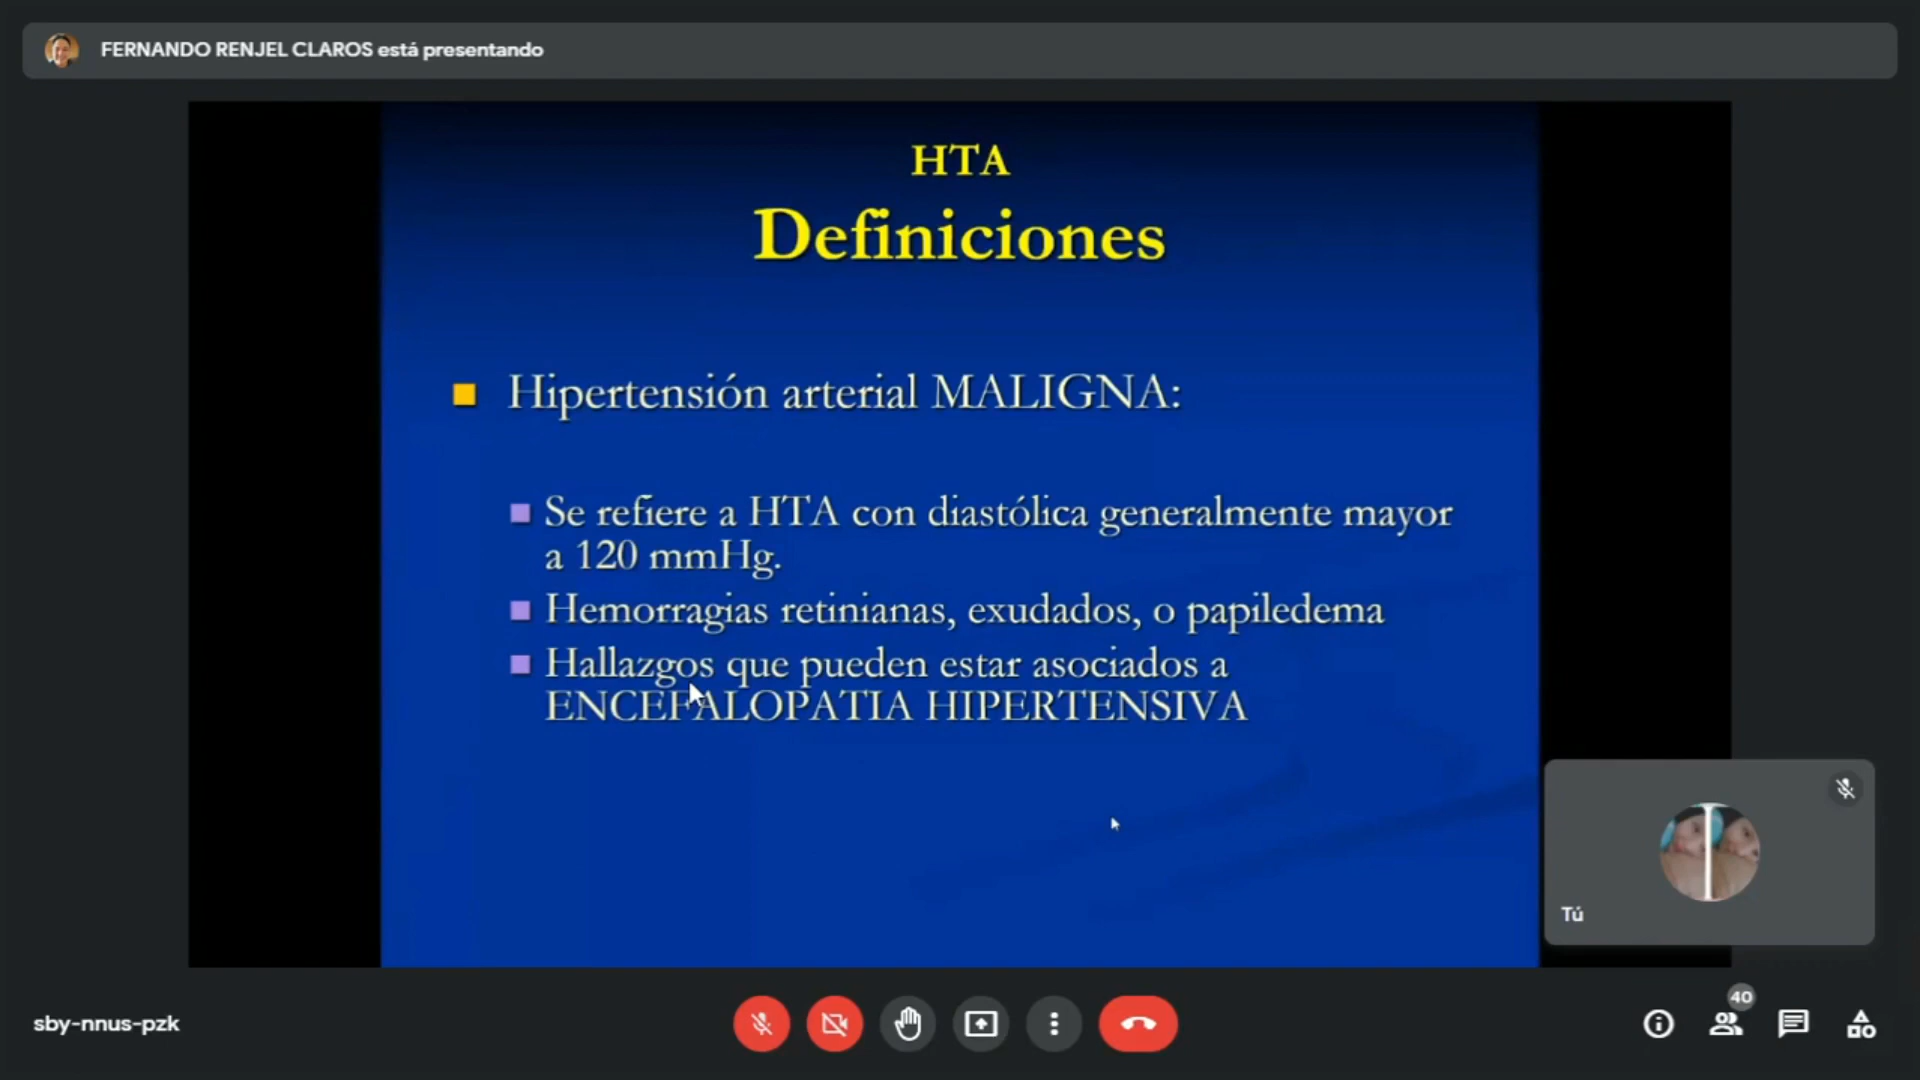 FERNANDO RENJEL CLAROS está presentando
HTA
Definiciones
Hipertensión arterial MALIGNA:
Se refiere a HTA con diastólica generalmente mayor
a 120 mmHg.
Hemorragias retinianas, exudados, o papiledema
Hallazgos que pueden estar asociados a
ENCEFALOPATIA HIPERTENSIVA
Tú
sby-nnus-pzk
40